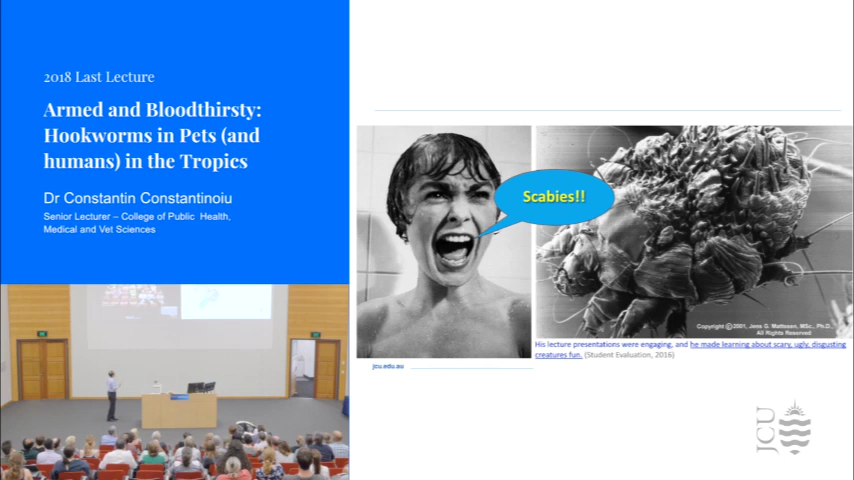 2018 Last Lecture
Armed and Bloodthirsty:
Hookworms in Pets (and
humans) in the Tropics
Dr Constantin Constantinoiu
Senior Lecturer – College of Public Health,
Medical and Vet Sciences
Scabies!!
Copyright ©2001, Jens G. Mattsson, MSc., Ph.D.,
All Rights Reserved
His lecture presentations were engaging, and he made learning about scary, ugly, disgusting
creatures fun. (Student Evaluation, 2016)
jcu.edu.au
JCU